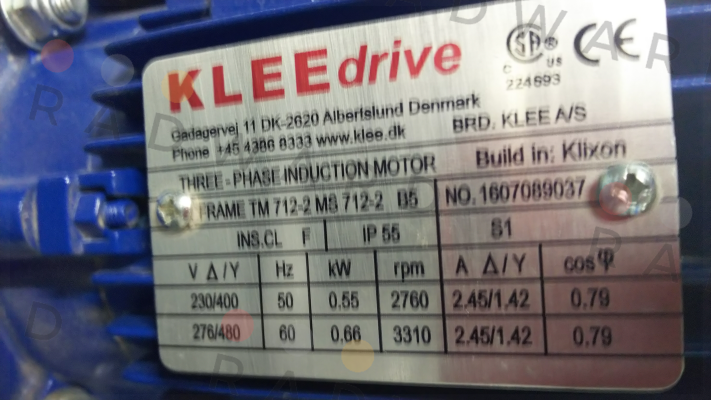 KLEEdrive
CSA® C US
224693
CE
Gadagervej 11 DK-2620 Albertslund Denmark
Phone +45 4386 8333 www.klee.dk
BRD. KLEE A/S
THREE-PHASE INDUCTION MOTOR Build in: Klixon
FRAME TM 712-2 MS 712-2 B5 NO. 1607089037
INS.CL F IP 55 S1
V Δ/Y Hz kW rpm A Δ/Y cosφ
230/400 50 0.55 2760 2.45/1.42 0.79
276/480 60 0.66 3310 2.45/1.42 0.79